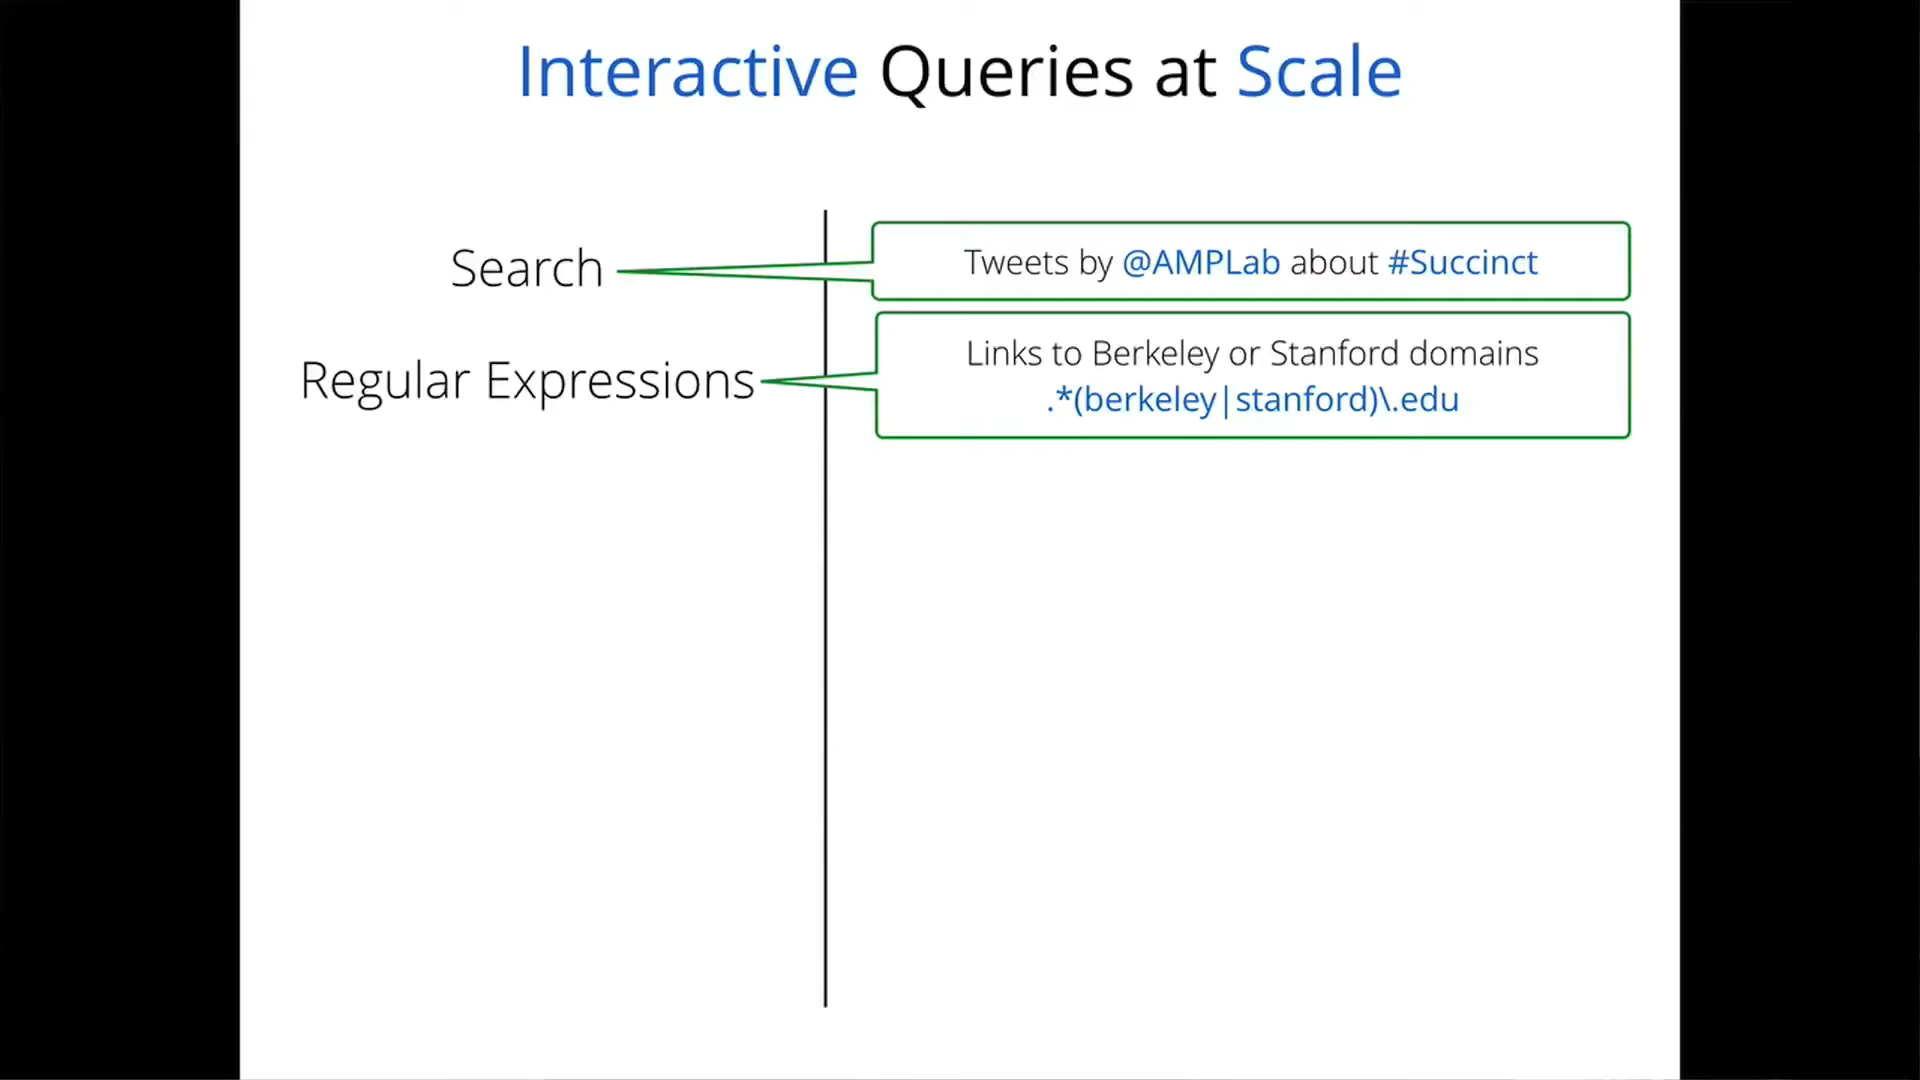 Interactive Queries at Scale
Search
Tweets by @AMPLab about #Succinct
Regular Expressions
Links to Berkeley or Stanford domains
.*(berkeley|stanford)\.edu